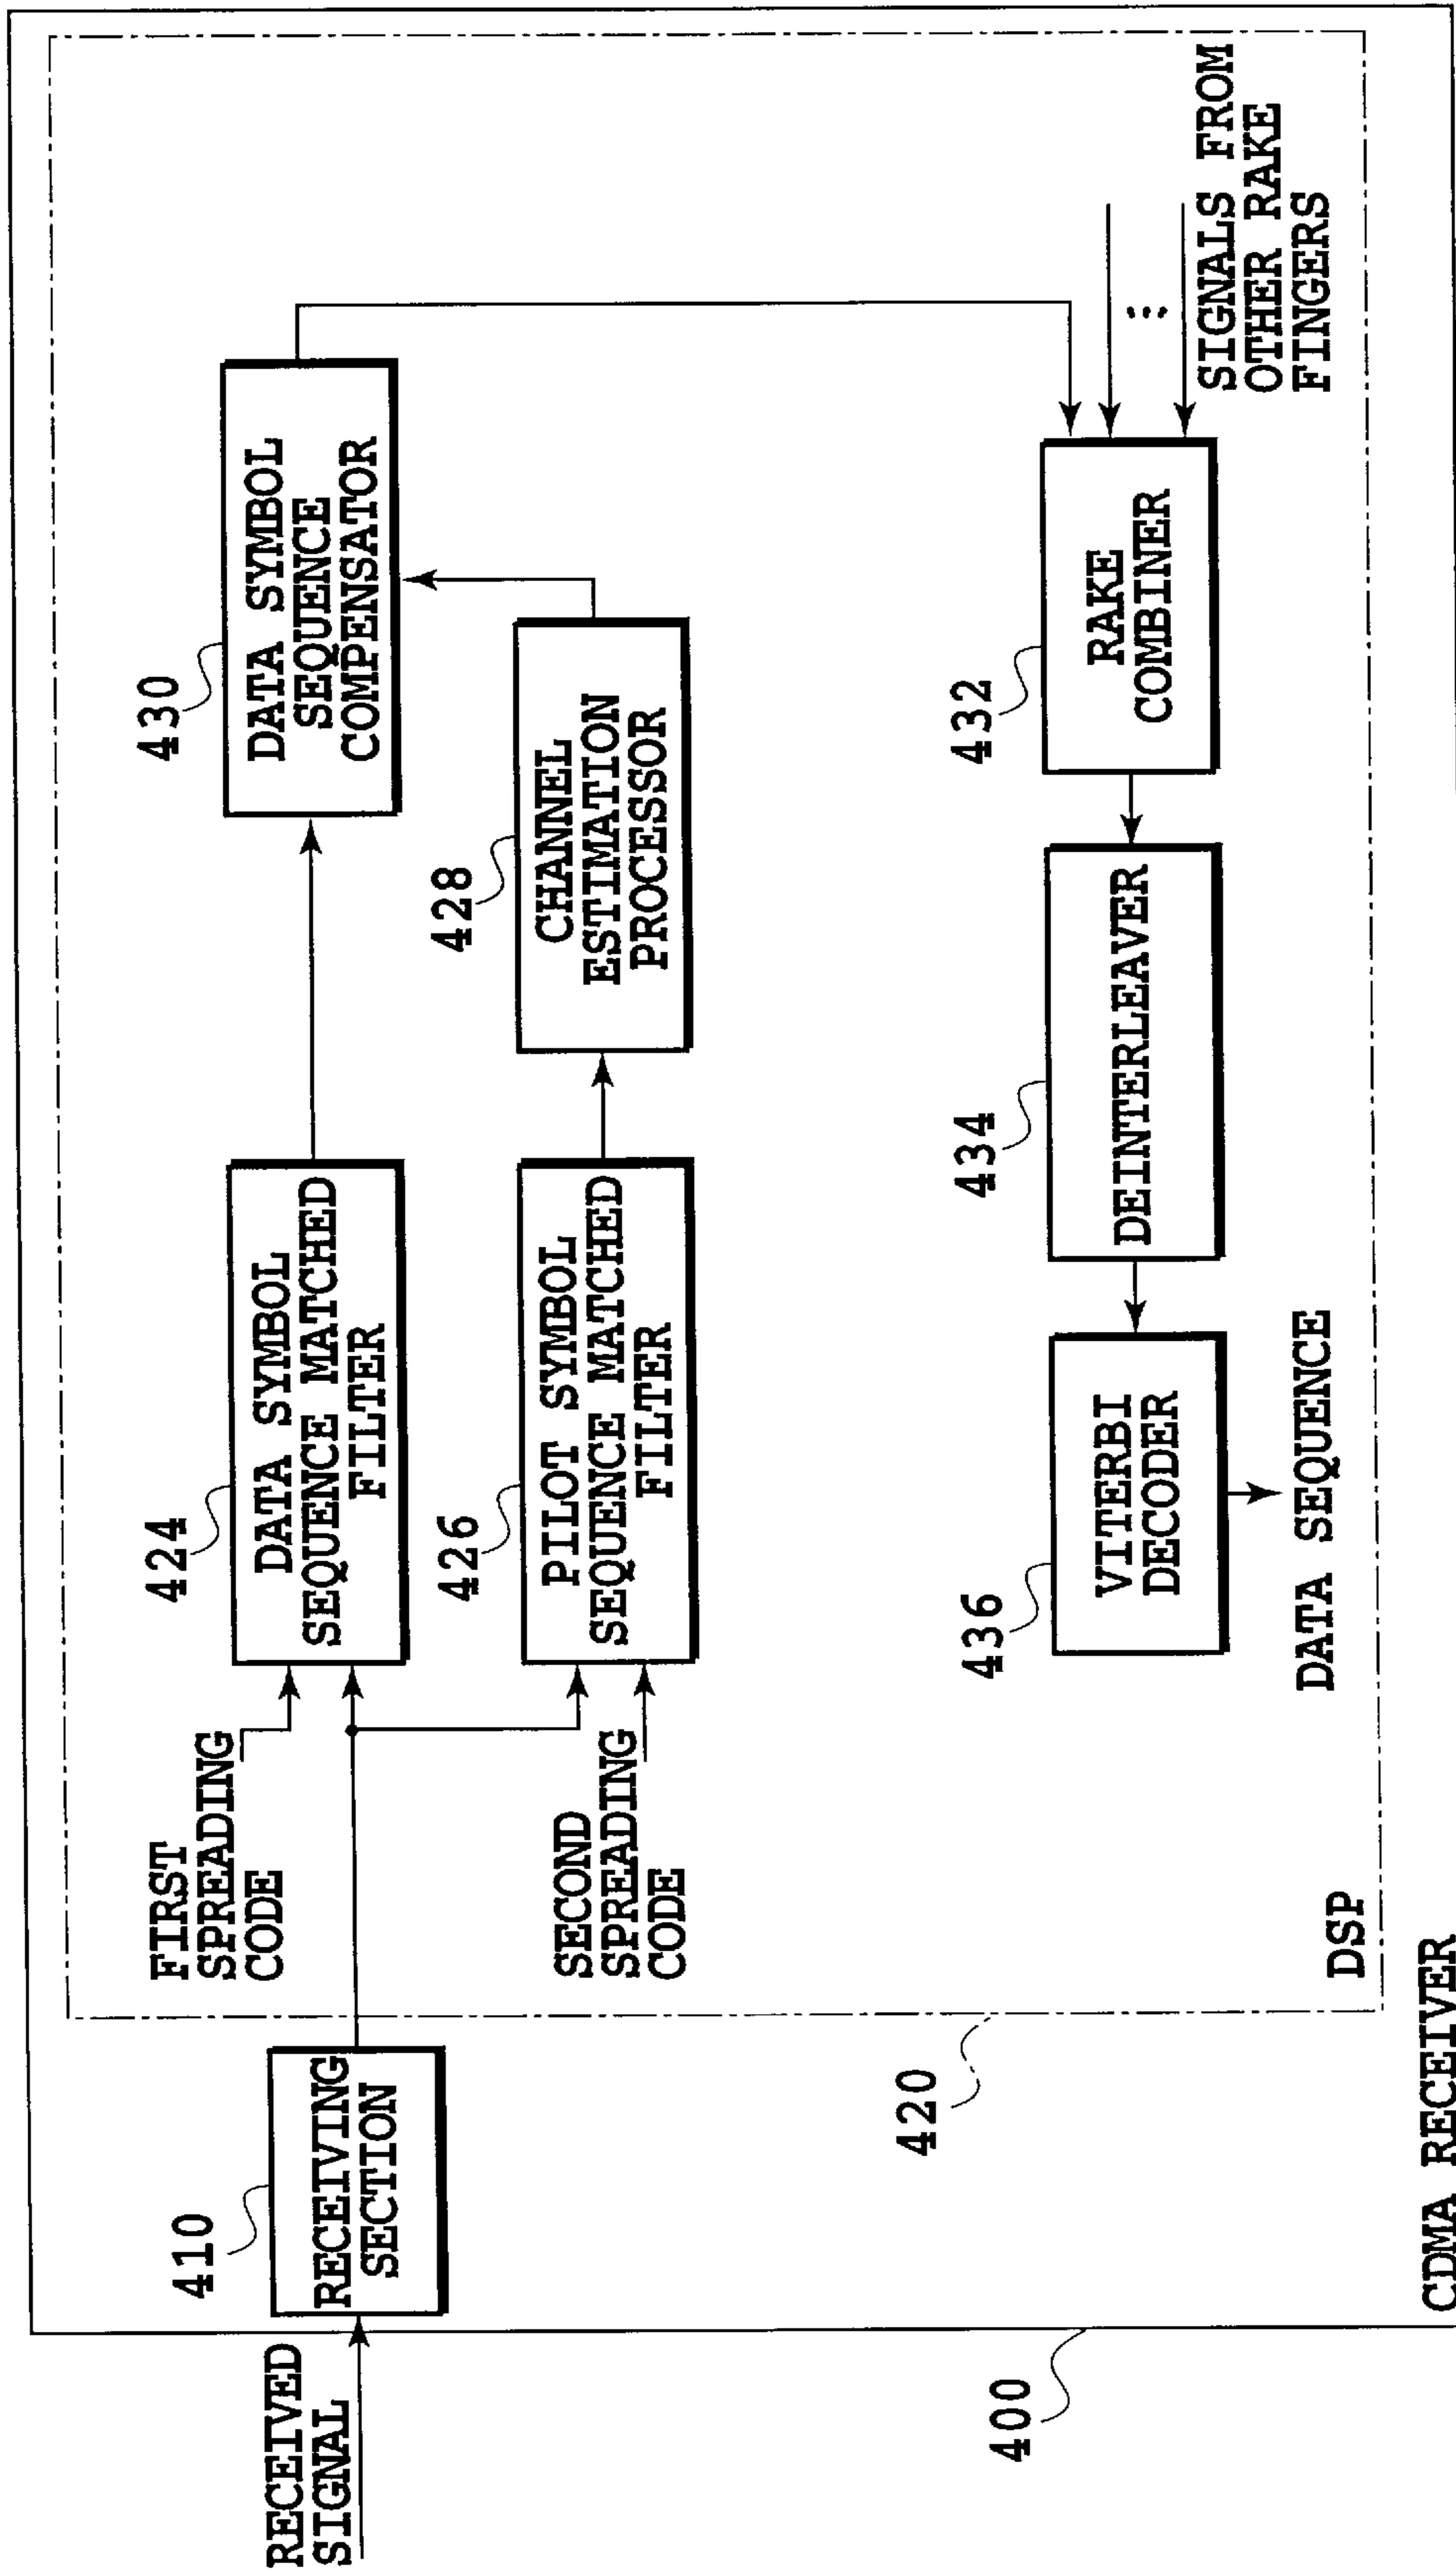 RECEIVED
SIGNAL
410
RECEIVING
SECTION
FIRST
SPREADING
CODE
424
DATA SYMBOL
SEQUENCE MATCHED
FILTER
430
DATA SYMBOL
SEQUENCE
COMPENSATOR
SECOND
SPREADING
CODE
426
PILOT SYMBOL
SEQUENCE MATCHED
FILTER
428
CHANNEL
ESTIMATION
PROCESSOR
436
VITERBI
DECODER
434
DEINTERLEAVER
432
RAKE
COMBINER
SIGNALS FROM
OTHER RAKE
FINGERS
DATA SEQUENCE
420
DSP
400
CDMA RECEIVER